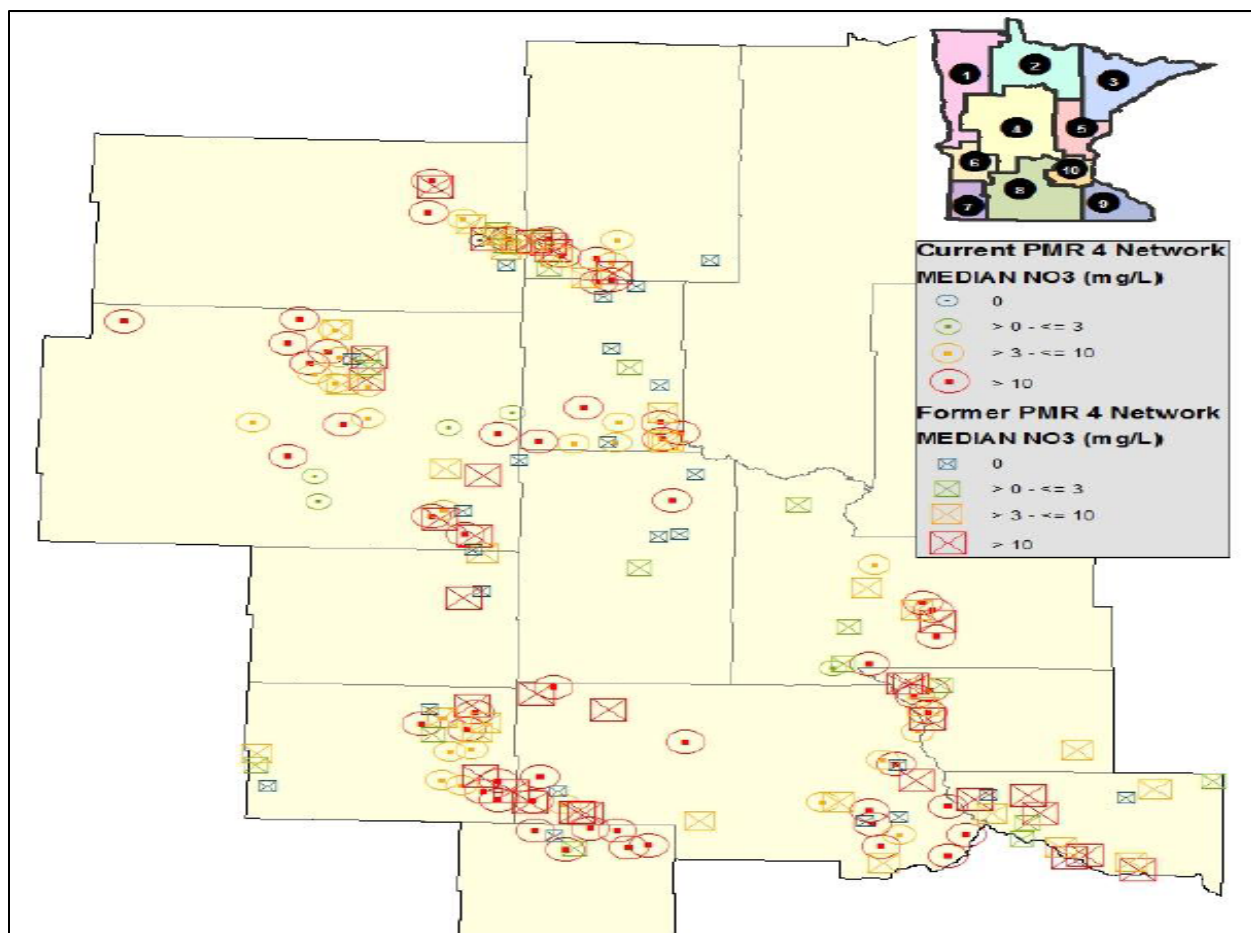 1
2
3
4
5
6
10
8
7
9
Current PMR 4 Network
MEDIAN NO3 (mg/L)
0
> 0 - <= 3
> 3 - <= 10
> 10
Former PMR 4 Network
MEDIAN NO3 (mg/L)
0
> 0 - <= 3
> 3 - <= 10
> 10